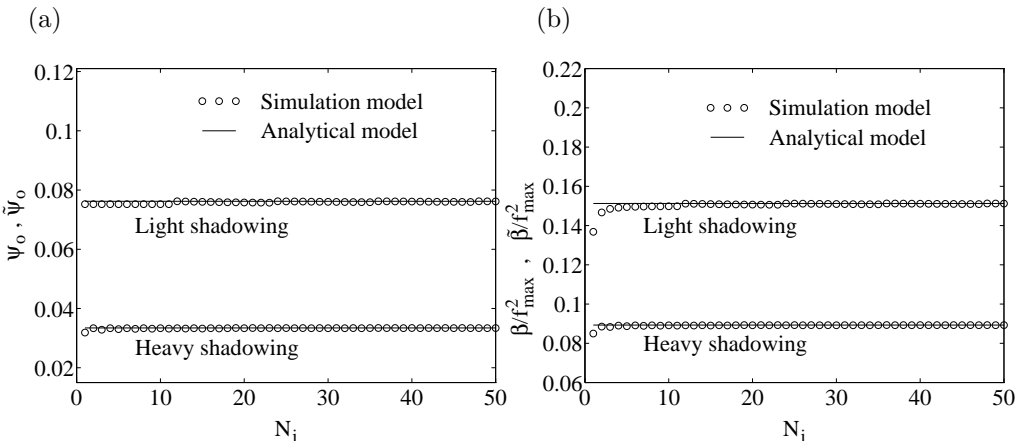 (a)
0.12
0.1
0.08
0.06
0.04
0.02
0 10 20 30 40 50
ψ₀, ψ̃₀
Simulation model
Analytical model
Light shadowing
Heavy shadowing
Nᵢ
(b)
0.22
0.2
0.18
0.16
0.14
0.12
0.1
0.08
0.06
0 10 20 30 40 50
β/f²max , β̃/f²max
Simulation model
Analytical model
Light shadowing
Heavy shadowing
Nᵢ